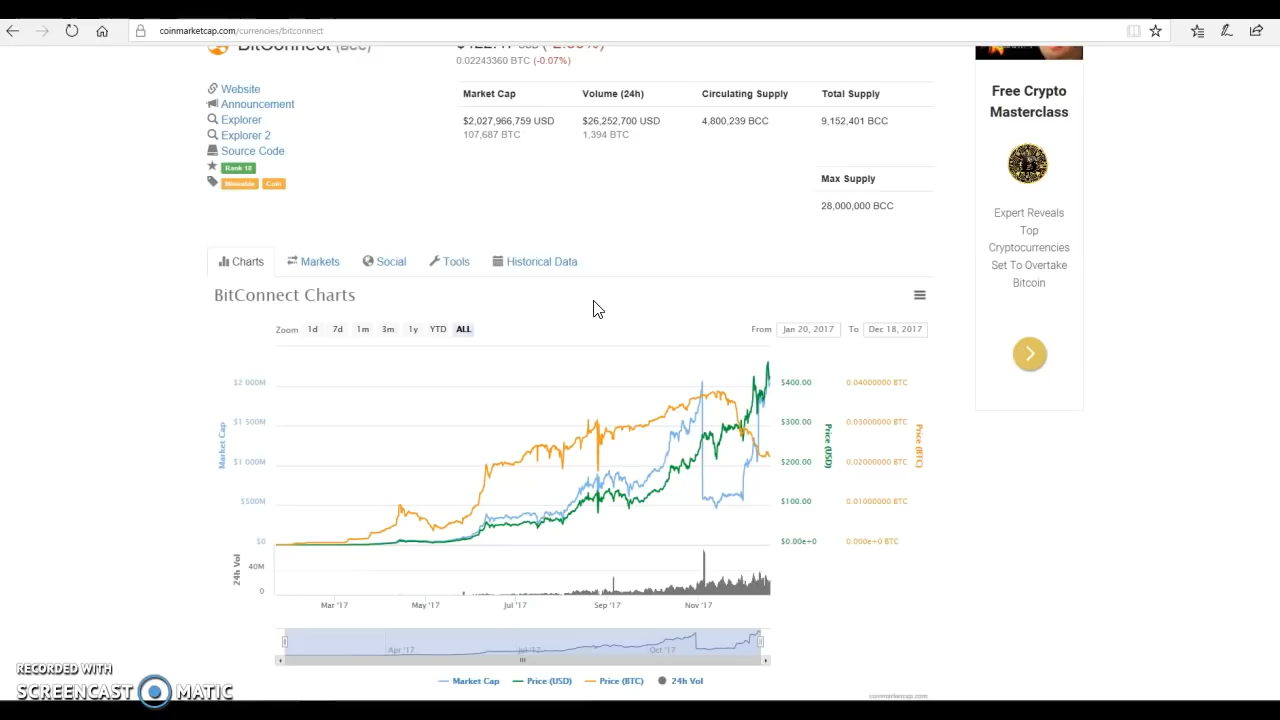 coinmarketcap.com/currencies/bitconnect
BitConnect (BCC)
0.02243360 BTC (-0.07%)
Website
Announcement
Explorer
Explorer 2
Source Code
Rank 18
Mineable Coin
Market Cap Volume (24h) Circulating Supply Total Supply
$2,027,966,759 USD $26,252,700 USD 4,800,239 BCC 9,152,401 BCC
107,687 BTC 1,394 BTC
Max Supply
28,000,000 BCC
Free Crypto
Masterclass
Expert Reveals
Top
Cryptocurrencies
Set To Overtake
Bitcoin
Charts Markets Social Tools Historical Data
BitConnect Charts
Zoom 1d 7d 1m 3m 1y YTD ALL From Jan 20, 2017 To Dec 18, 2017
$2 000M $400.00 0.04000000 BTC
$1 500M $300.00 0.03000000 BTC
Market Cap Price (USD) Price (BTC)
$1 000M $200.00 0.02000000 BTC
$500M $100.00 0.01000000 BTC
$0 $0.00e+0 0.000e+0 BTC
24h Vol
40M
0
Mar '17 May '17 Jul '17 Sep '17 Nov '17
Apr '17 Jul '17 Oct '17
Market Cap Price (USD) Price (BTC) 24h Vol
coinmarketcap.com
RECORDED WITH
SCREENCAST MATIC